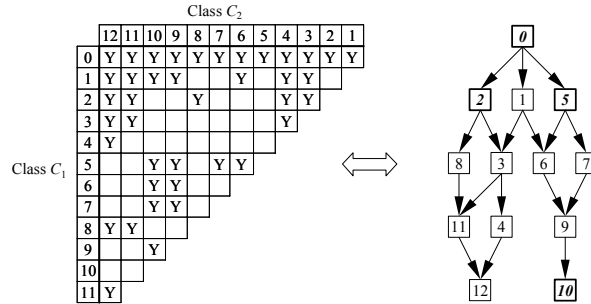 Class C2
12 11 10 9 8 7 6 5 4 3 2 1
0 Y Y Y Y Y Y Y Y Y Y Y Y
1 Y Y Y Y Y Y Y
2 Y Y Y Y Y
3 Y Y Y
4 Y
Class C1
5 Y Y Y Y
6 Y Y
7 Y Y
8 Y Y
9 Y
10
11 Y
0
2 1 5
8 3 6 7
11 4 9
12 10